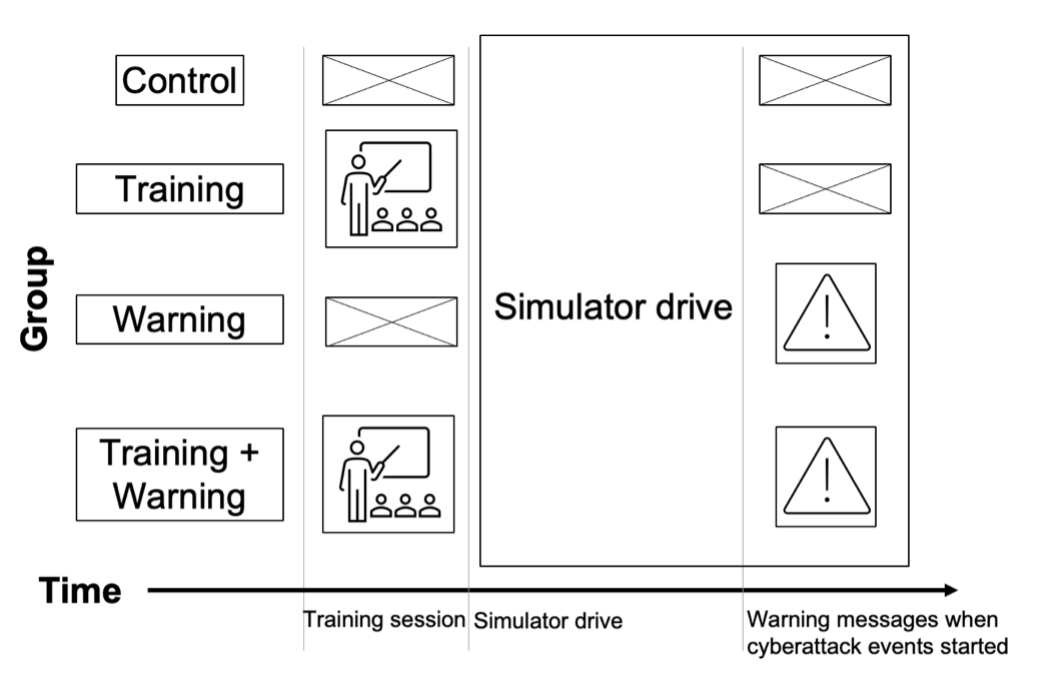 Control
Training
Group
Simulator drive
Warning
Training +
Warning
Time
Training session
Simulator drive
Warning messages when
cyberattack events started